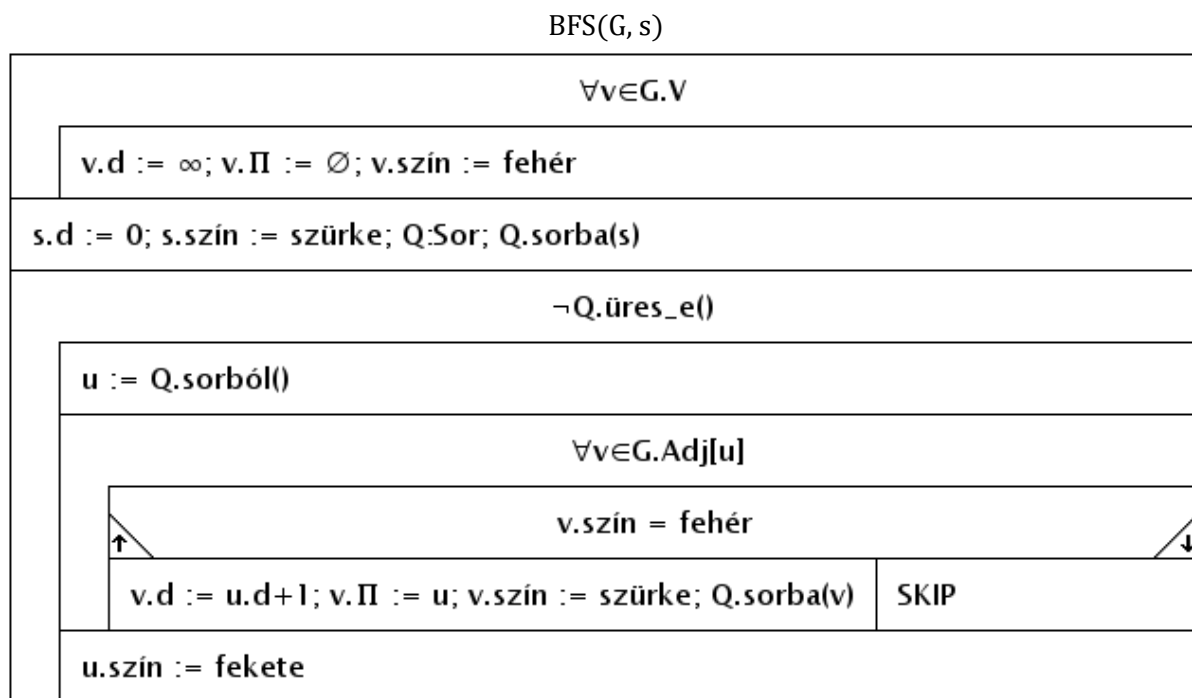 BFS(G, s)
∀v∈G.V
v.d := ∞; v.Π := ∅; v.szín := fehér
s.d := 0; s.szín := szürke; Q:Sor; Q.sorba(s)
¬Q.üres_e()
u := Q.sorból()
∀v∈G.Adj[u]
v.szín = fehér
v.d := u.d+1; v.Π := u; v.szín := szürke; Q.sorba(v) SKIP
u.szín := fekete